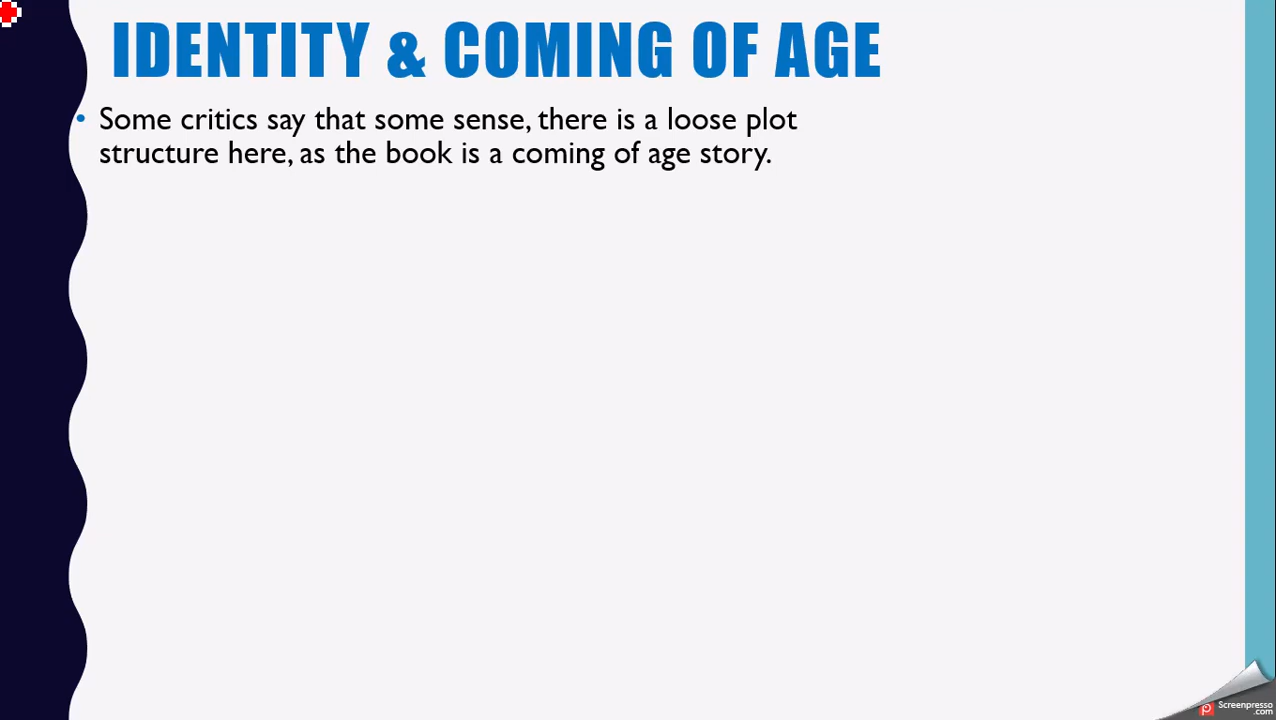 IDENTITY & COMING OF AGE
• Some critics say that some sense, there is a loose plot
structure here, as the book is a coming of age story.
Screenpresso
.com